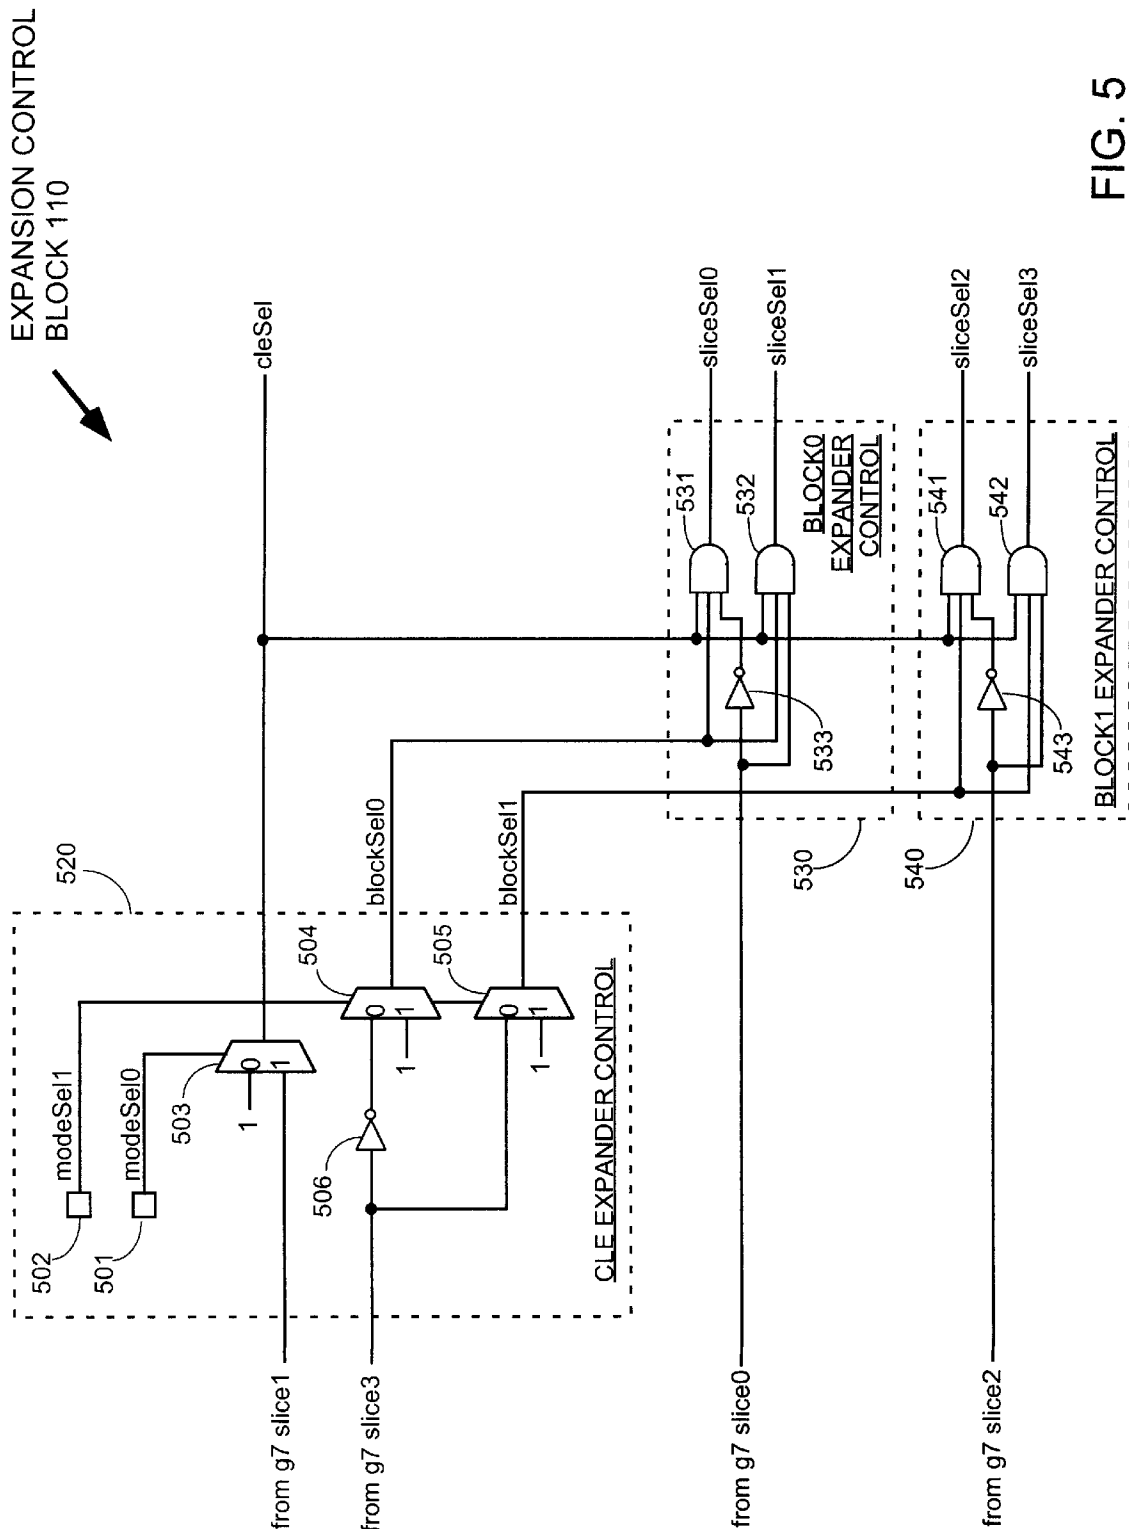 EXPANSION CONTROL
BLOCK 110
cleSel
520
modeSel1
502
modeSel0
501
503
0
1
1
504
0
1
1
505
0
1
1
506
blockSel0
blockSel1
CLE EXPANDER CONTROL
from g7 slice1
from g7 slice3
sliceSel0
531
sliceSel1
532
533
BLOCK0
EXPANDER
CONTROL
530
from g7 slice0
sliceSel2
541
sliceSel3
542
543
BLOCK1 EXPANDER CONTROL
540
from g7 slice2
FIG. 5